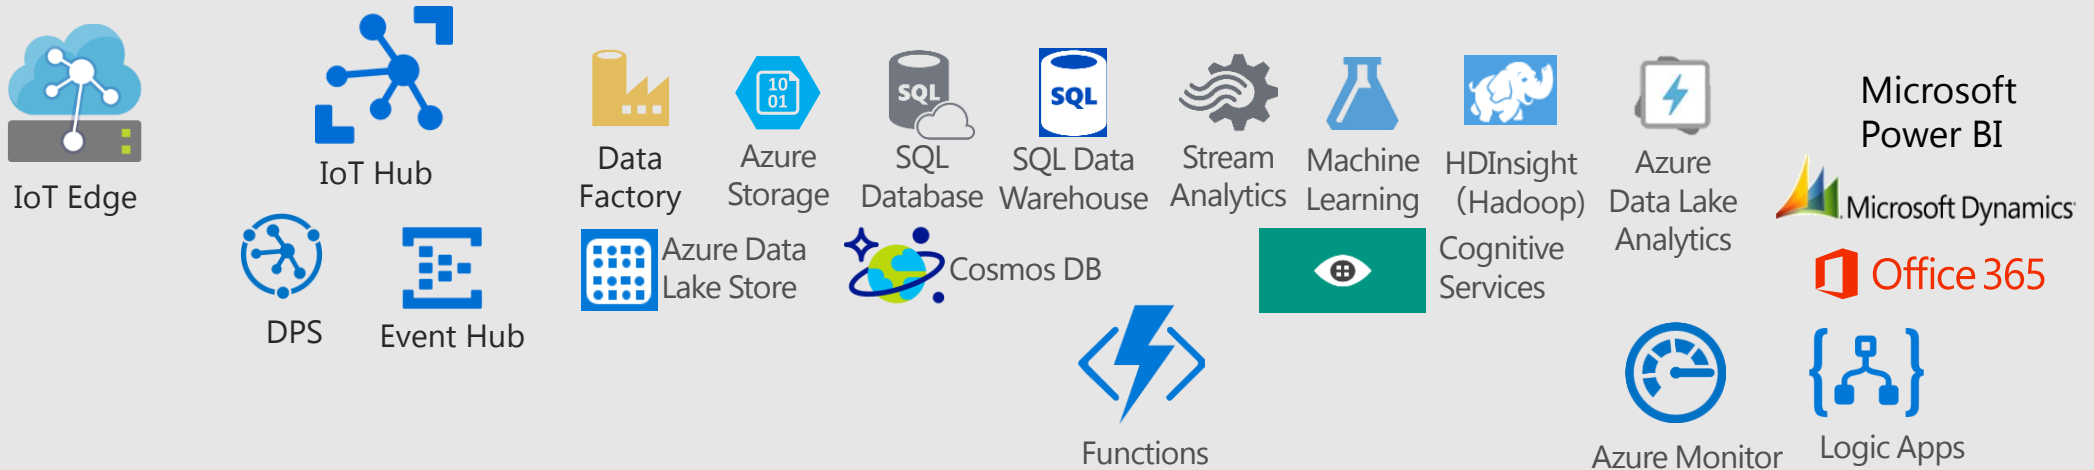 IoT Edge
IoT Hub
DPS
Event Hub
Data
Factory
10
01
Azure
Storage
SQL
SQL
Database
SQL
SQL Data
Warehouse
Stream
Analytics
Machine
Learning
HDInsight
(Hadoop)
Azure
Data Lake
Analytics
Microsoft
Power BI
Microsoft Dynamics
Office 365
Azure Data
Lake Store
Cosmos DB
Cognitive
Services
Functions
Azure Monitor
Logic Apps